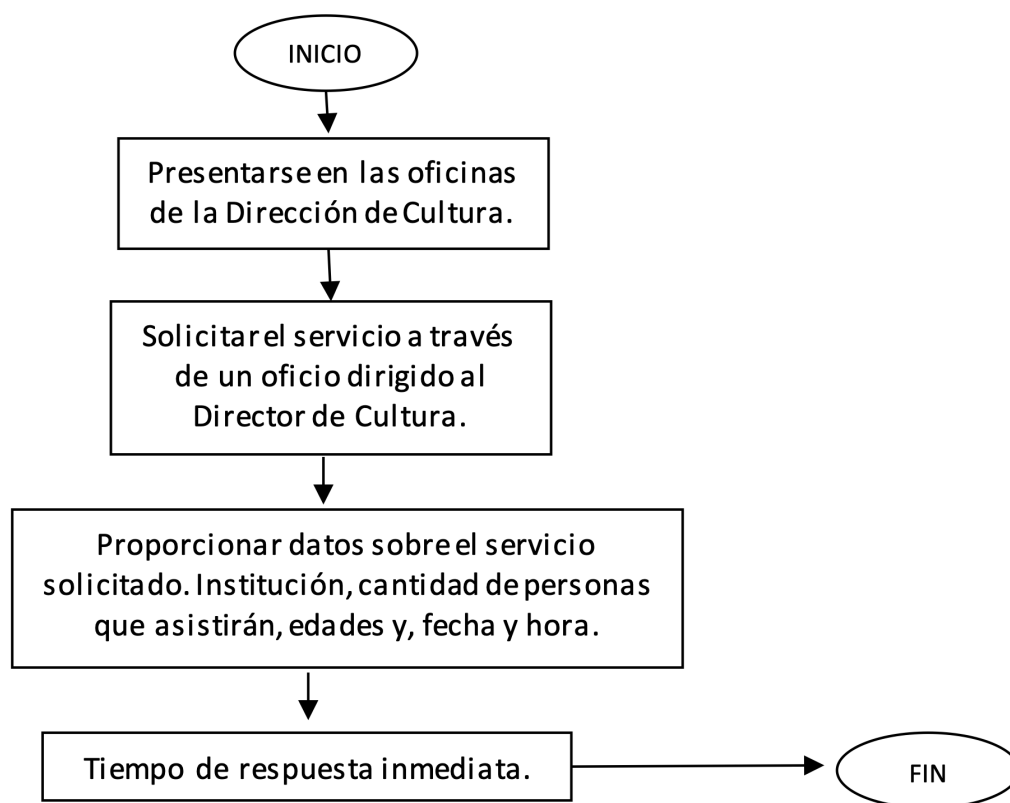 INICIO
Presentarse en las oficinas
de la Dirección de Cultura.
Solicitar el servicio a través
de un oficio dirigido al
Director de Cultura.
Proporcionar datos sobre el servicio
solicitado. Institución, cantidad de personas
que asistirán, edades y, fecha y hora.
Tiempo de respuesta inmediata.
FIN